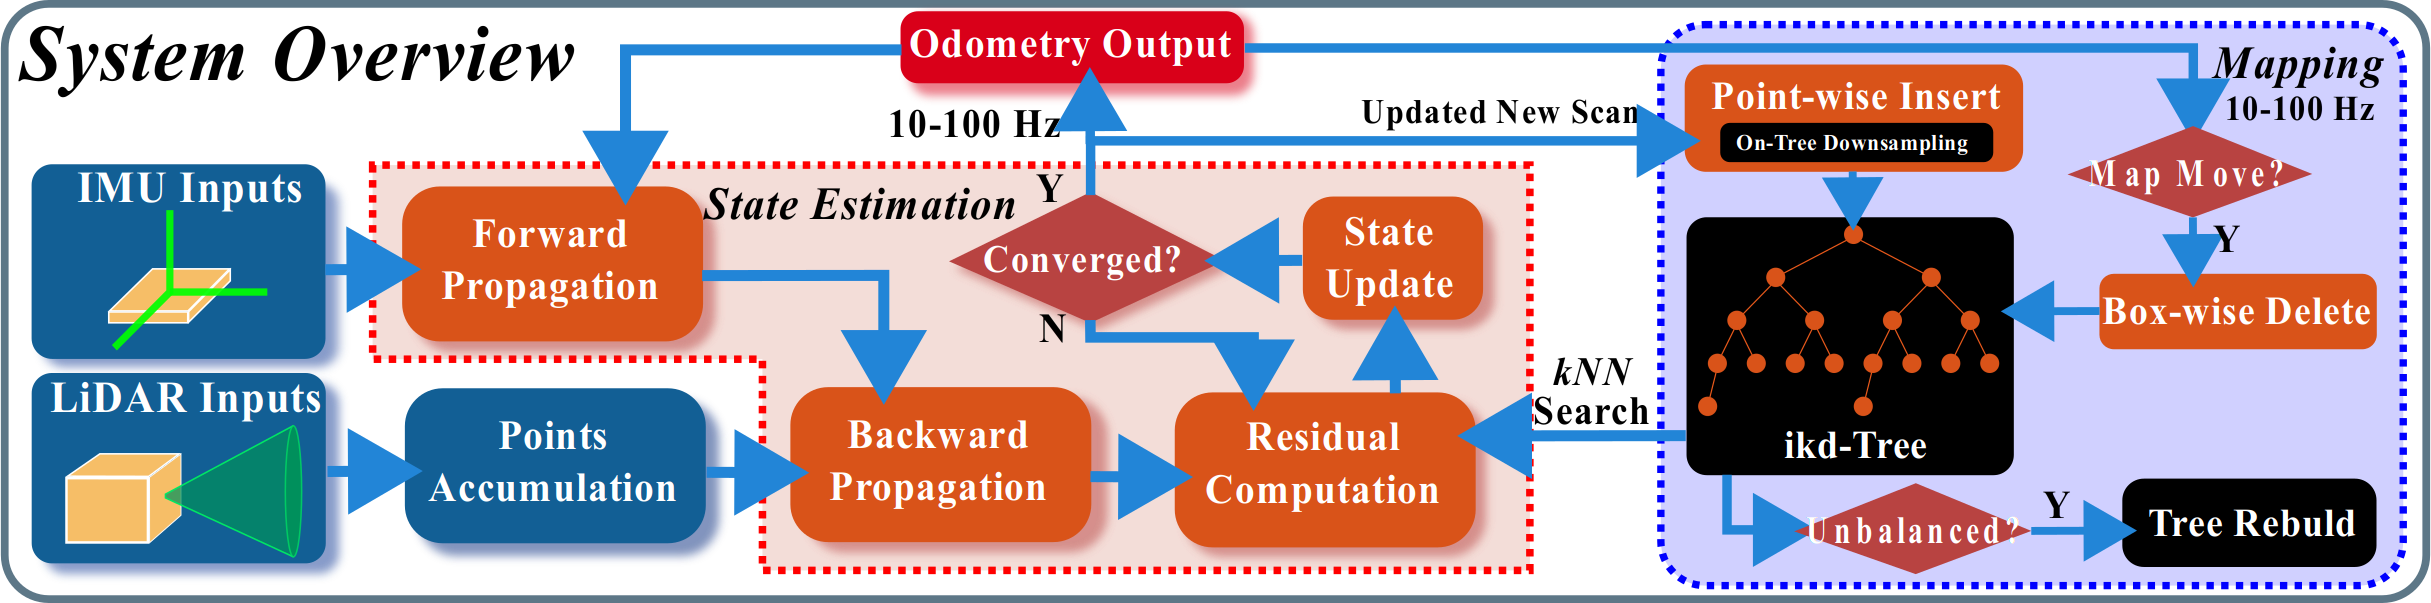 System Overview
Odometry Output
10-100 Hz
Updated New Scan
Mapping
10-100 Hz
Point-wise Insert
On-Tree Downsampling
Map Move?
Y
Box-wise Delete
IMU Inputs
State Estimation
Forward
Propagation
Y
Converged?
N
State
Update
LiDAR Inputs
Points
Accumulation
Backward
Propagation
Residual
Computation
kNN
Search
ikd-Tree
Unbalanced?
Y
Tree Rebuld